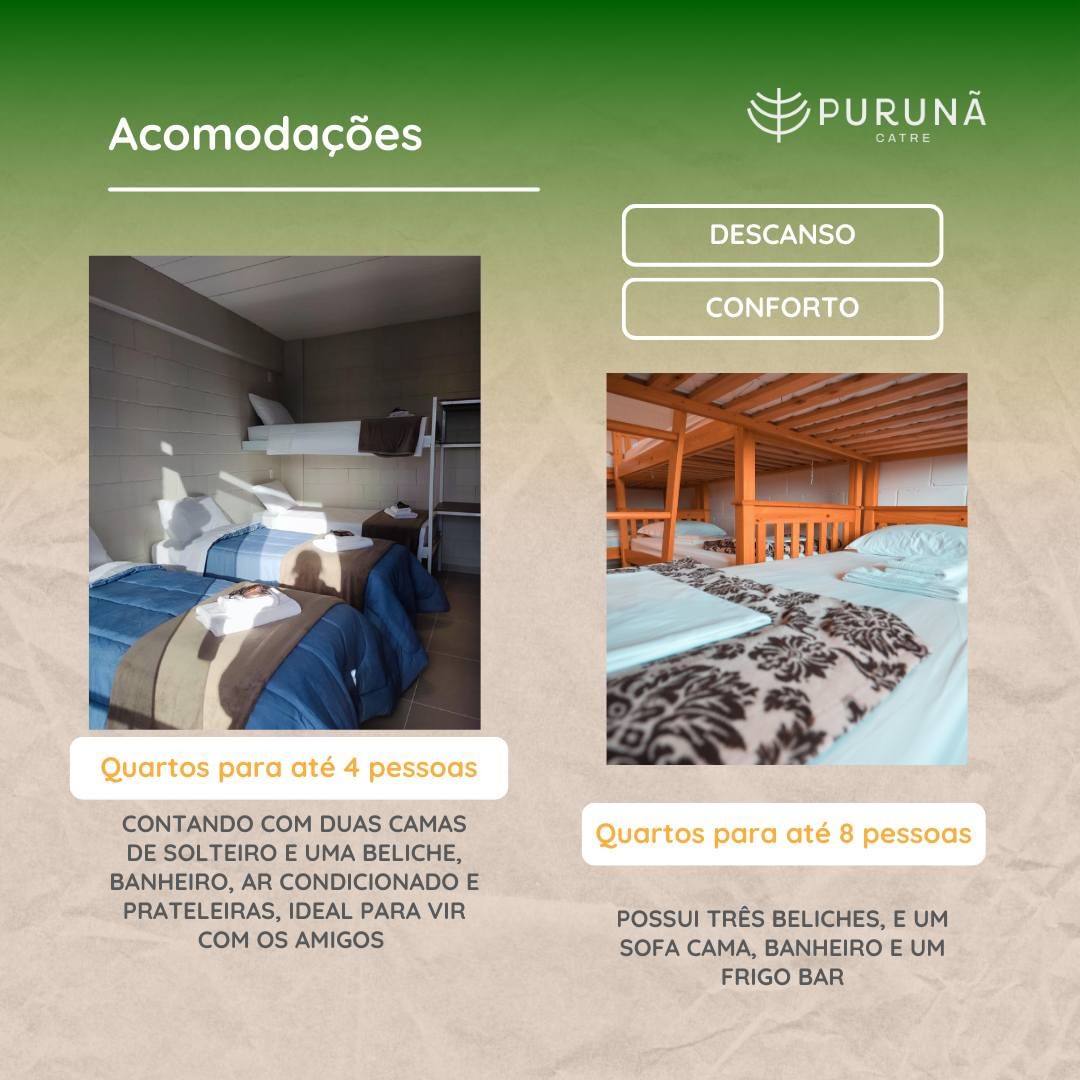 Acomodações
PURUNÃ
CATRE
DESCANSO
CONFORTO
Quartos para até 4 pessoas
CONTANDO COM DUAS CAMAS
DE SOLTEIRO E UMA BELICHE,
BANHEIRO, AR CONDICIONADO E
PRATELEIRAS, IDEAL PARA VIR
COM OS AMIGOS
Quartos para até 8 pessoas
POSSUI TRÊS BELICHES, E UM
SOFA CAMA, BANHEIRO E UM
FRIGO BAR